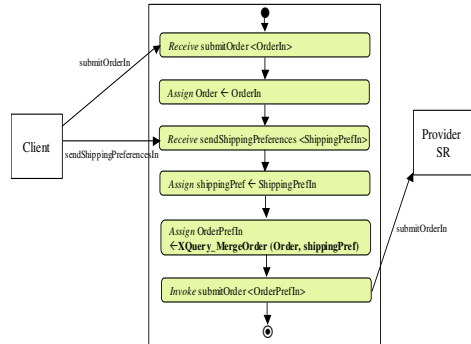 Receive submitOrder <OrderIn>
submitOrderIn
Assign Order ← OrderIn
Client
Receive sendShippingPreferences <ShippingPrefIn>
Provider
SR
sendShippingPreferencesIn
Assign shippingPref ← ShippingPrefIn
Assign OrderPrefIn
←XQuery_MergeOrder (Order, shippingPref)
submitOrderIn
Invoke submitOrder <OrderPrefIn>